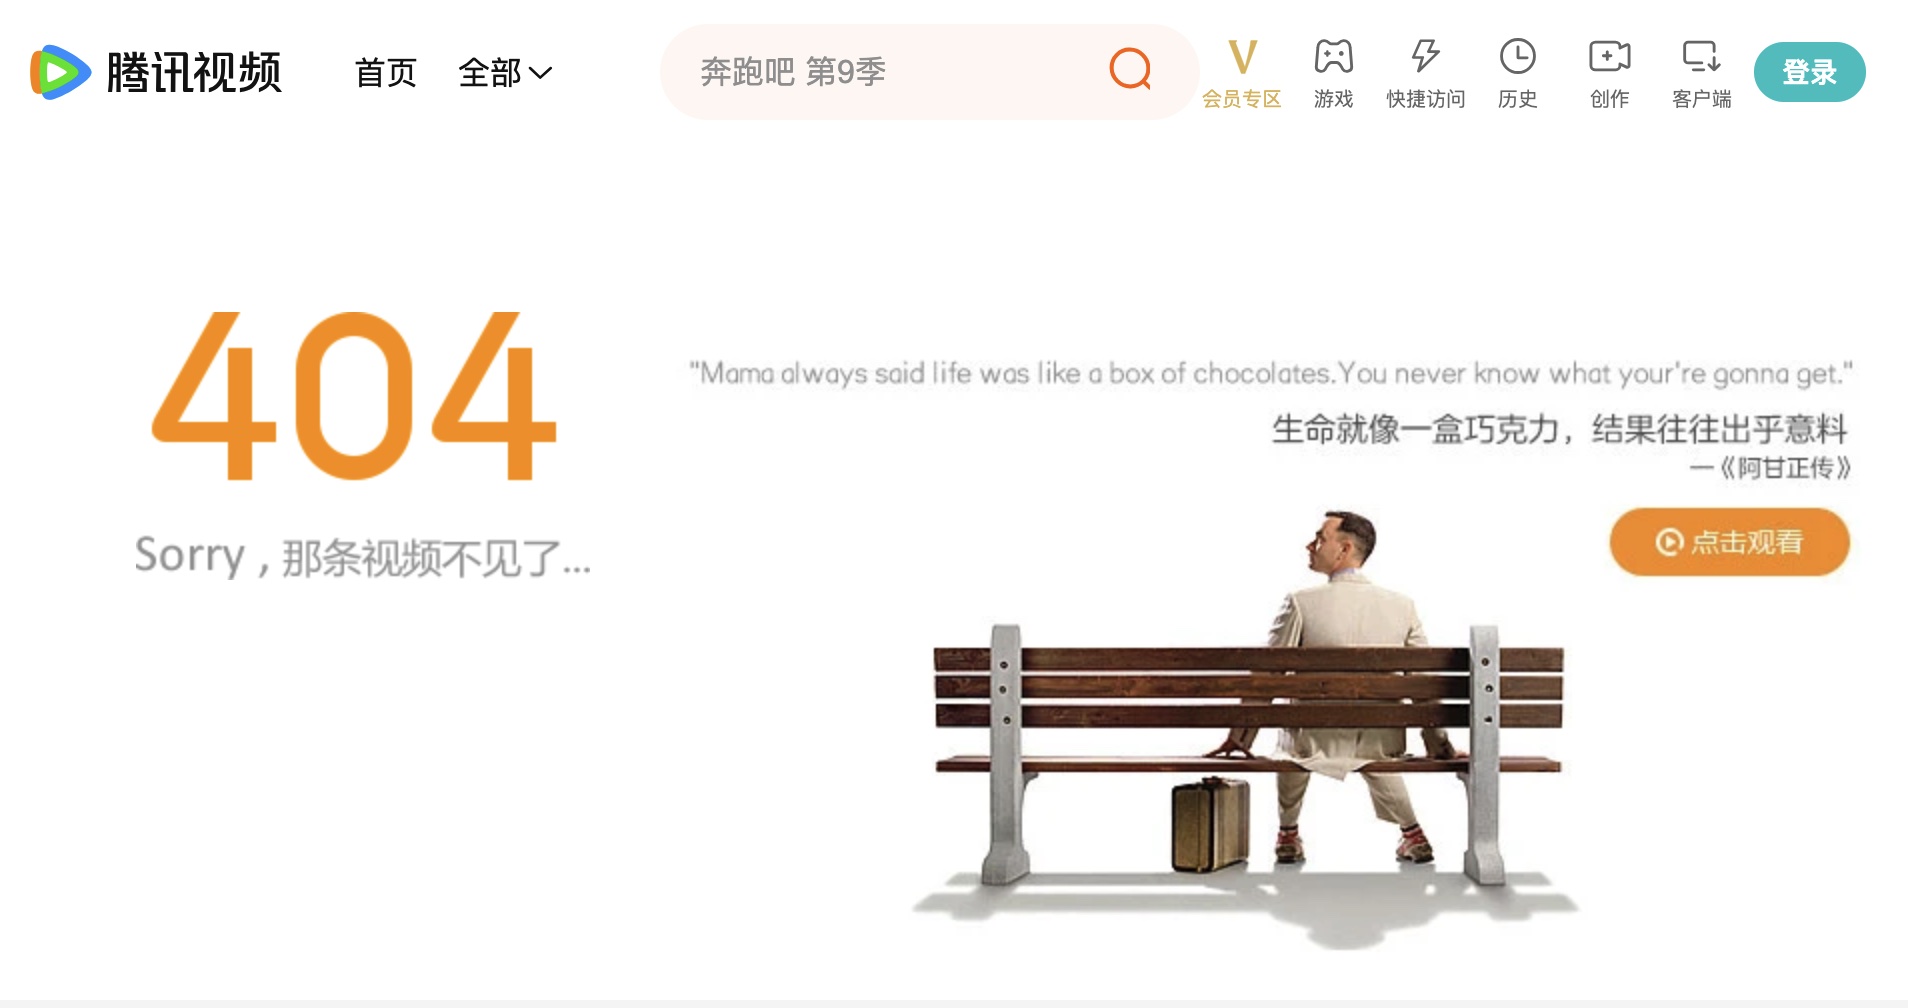 腾讯视频
首页
全部
奔跑吧 第9季
会员专区
游戏
快捷访问
历史
创作
客户端
登录
404
Sorry , 那条视频不见了...
"Mama always said life was like a box of chocolates.You never know what your're gonna get."
生命就像一盒巧克力，结果往往出乎意料
—《阿甘正传》
点击观看